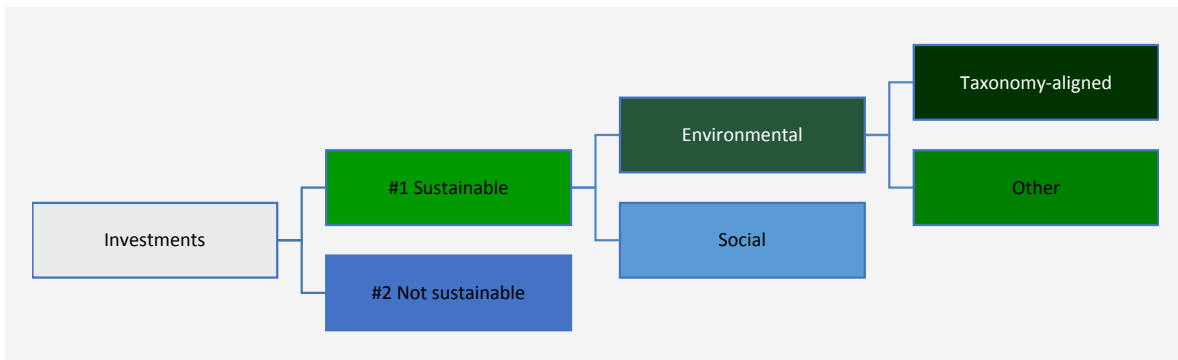 Investments
#1 Sustainable
#2 Not sustainable
Environmental
Social
Taxonomy-aligned
Other